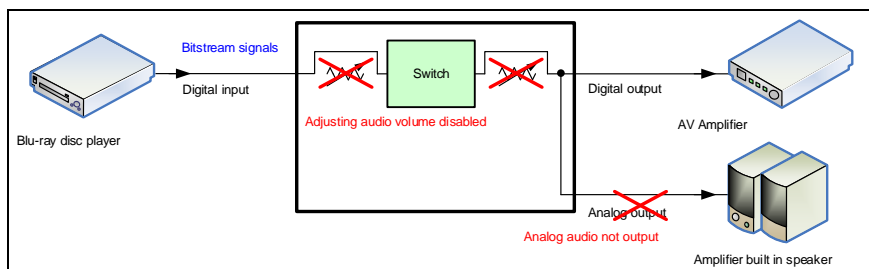 Bitstream signals
Digital input
Blu-ray disc player
Switch
Adjusting audio volume disabled
Digital output
AV Amplifier
Analog output
Analog audio not output
Amplifier built in speaker